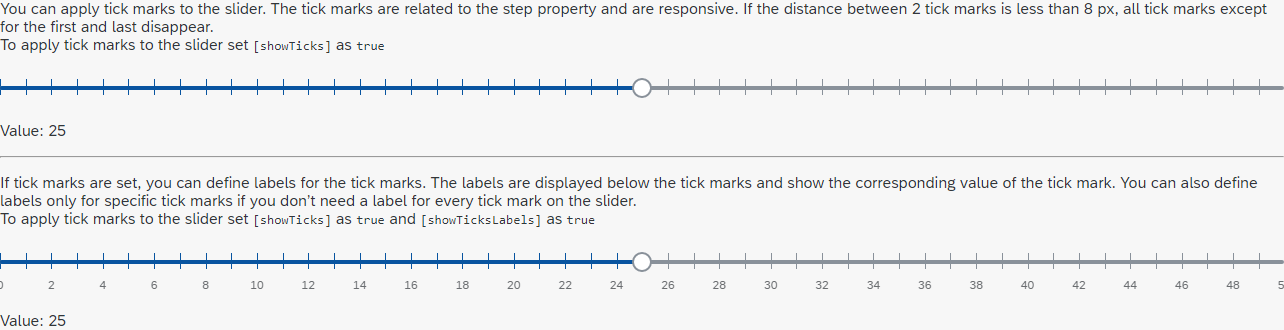 You can apply tick marks to the slider. The tick marks are related to the step property and are responsive. If the distance between 2 tick marks is less than 8 px, all tick marks except
for the first and last disappear.
To apply tick marks to the slider set [showTicks] as true
Value: 25
If tick marks are set, you can define labels for the tick marks. The labels are displayed below the tick marks and show the corresponding value of the tick mark. You can also define
labels only for specific tick marks if you don't need a label for every tick mark on the slider.
To apply tick marks to the slider set [showTicks] as true and [showTicksLabels] as true
2 4 6 8 10 12 14 16 18 20 22 24 26 28 30 32 34 36 38 40 42 44 46 48
Value: 25